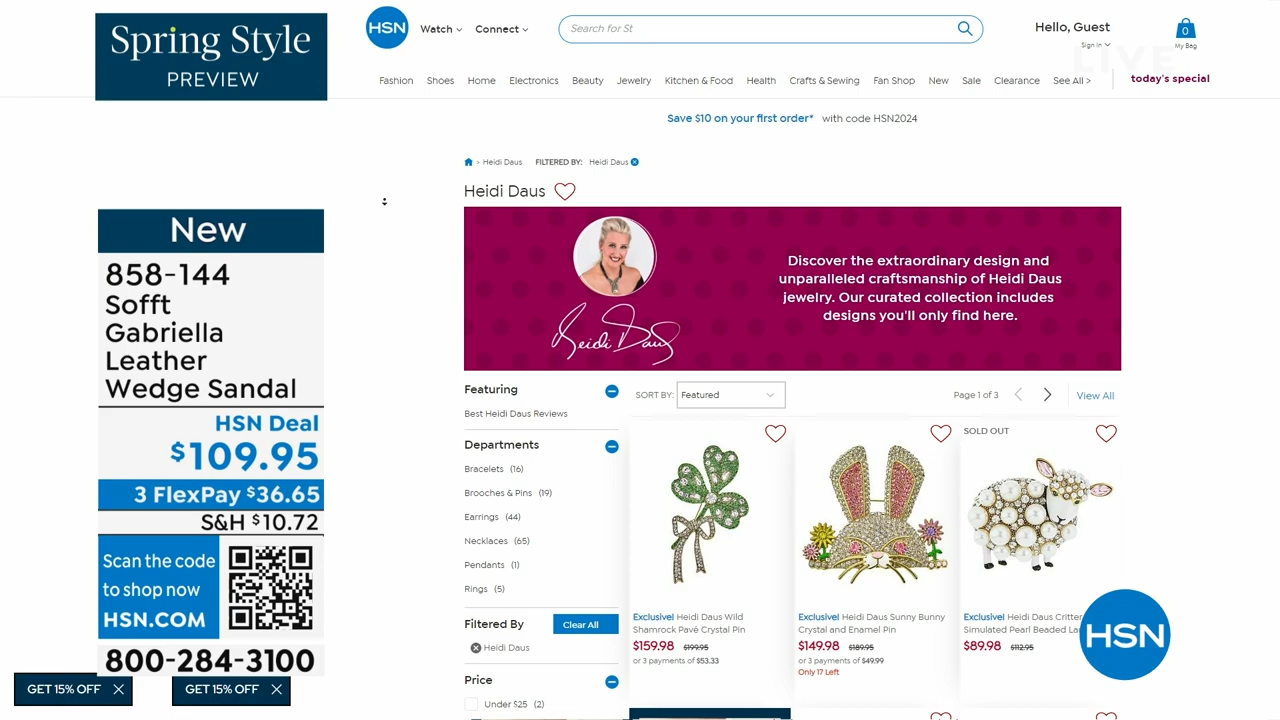 Spring Style
PREVIEW
HSN
Watch
Connect
Search for St
Hello, Guest
Sign In
0
My Bag
LIVE
Fashion Shoes Home Electronics Beauty Jewelry Kitchen & Food Health Crafts & Sewing Fan Shop New Sale Clearance See All >
today's special
Save $10 on your first order* with code HSN2024
> Heidi Daus FILTERED BY: Heidi Daus
Heidi Daus
Heidi Daus
Discover the extraordinary design and
unparalleled craftsmanship of Heidi Daus
jewelry. Our curated collection includes
designs you'll only find here.
New
858-144
Sofft
Gabriella
Leather
Wedge Sandal
HSN Deal
$109.95
3 FlexPay $36.65
S&H $10.72
Scan the code
to shop now
HSN.COM
800-284-3100
GET 15% OFF
GET 15% OFF
Featuring
Best Heidi Daus Reviews
Departments
Bracelets (16)
Brooches & Pins (19)
Earrings (44)
Necklaces (65)
Pendants (1)
Rings (5)
Filtered By
Clear All
Heidi Daus
Price
Under $25 (2)
SORT BY: Featured
Page 1 of 3
View All
SOLD OUT
Exclusive! Heidi Daus Wild
Shamrock Pavé Crystal Pin
$159.98 $199.95
or 3 payments of $53.33
Exclusive! Heidi Daus Sunny Bunny
Crystal and Enamel Pin
$149.98 $189.95
or 3 payments of $49.99
Only 17 Left
Exclusive! Heidi Daus Critter
Simulated Pearl Beaded La
$89.98 $112.95
HSN